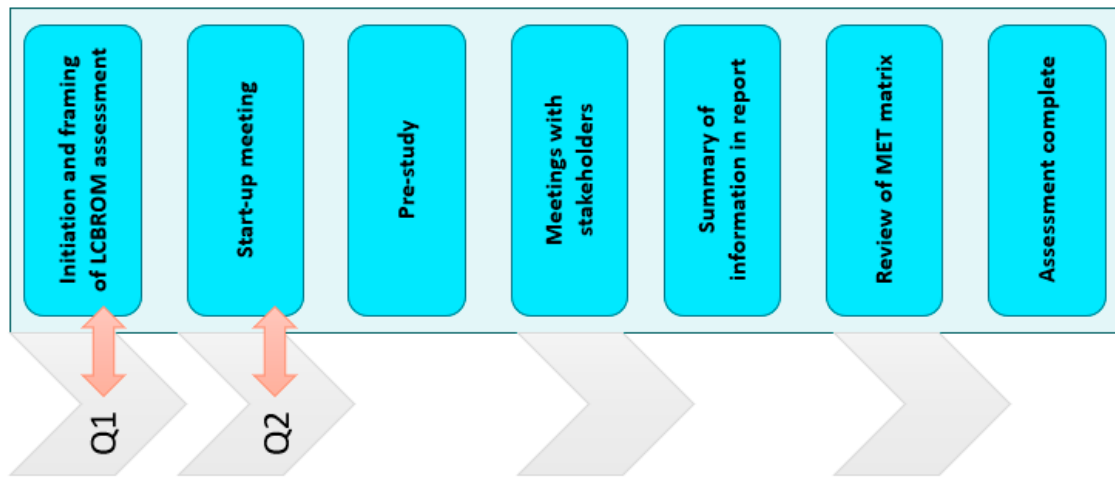 Initiation and framing
of LCBROM assessment
Start-up meeting
Pre-study
Meetings with
stakeholders
Summary of
information in report
Review of MET matrix
Assessment complete
Q1
Q2